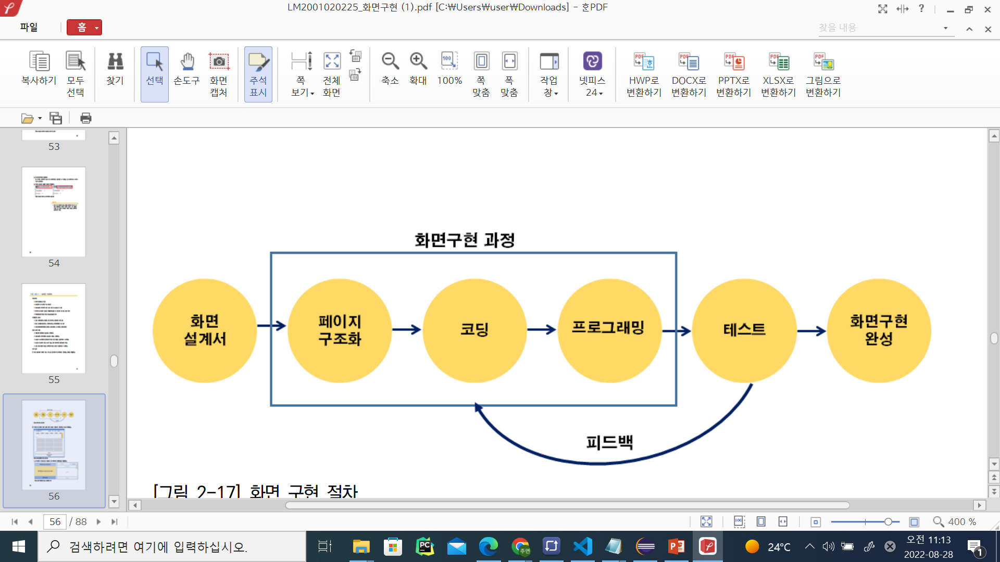 LM2001020225_화면구현 (1).pdf [C:₩Users₩user₩Downloads] - 한PDF
파일
홈
찾을 내용
복사하기
모두
선택
찾기
선택
손도구
화면
캡처
주석
표시
쪽
보기
전체
화면
축소
확대
100%
쪽
맞춤
폭
맞춤
작업
창
넷피스
24
HWP로
변환하기
DOCX로
변환하기
PPTX로
변환하기
XLSX로
변환하기
그림으로
변환하기
53
54
55
56
화면구현 과정
화면
설계서
페이지
구조화
코딩
프로그래밍
테스트
화면구현
완성
피드백
[그림 2-17] 화면 구현 절차
56 / 88
400 %
검색하려면 여기에 입력하십시오.
24°C
오전 11:13
2022-08-28
1